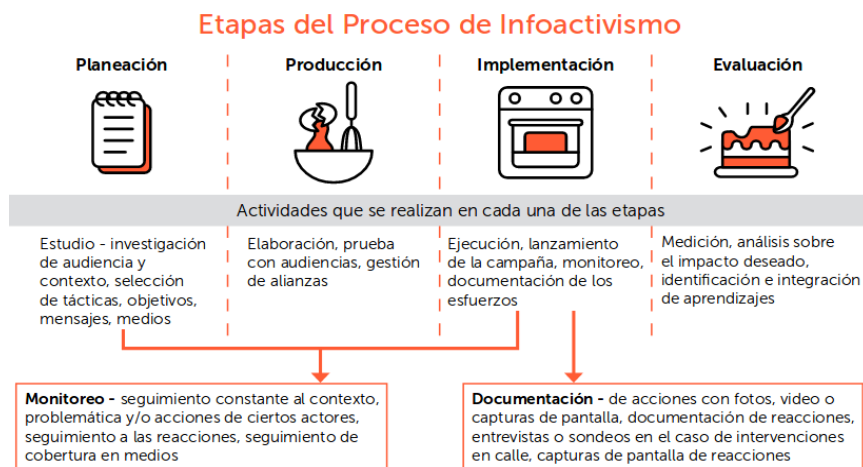 Etapas del Proceso de Infoactivismo
Planeación
Producción
Implementación
Evaluación
Actividades que se realizan en cada una de las etapas
Estudio - investigación
de audiencia y
contexto, selección
de tácticas, objetivos,
mensajes, medios
Elaboración, prueba
con audiencias, gestión
de alianzas
Ejecución, lanzamiento
de la campaña, monitoreo,
documentación de los
esfuerzos
Medición, análisis sobre
el impacto deseado,
identificación e integración
de aprendizajes
Monitoreo - seguimiento constante al contexto,
problemática y/o acciones de ciertos actores,
seguimiento a las reacciones, seguimiento de
cobertura en medios
Documentación - de acciones con fotos, video o
capturas de pantalla, documentación de reacciones,
entrevistas o sondeos en el caso de intervenciones
en calle, capturas de pantalla de reacciones